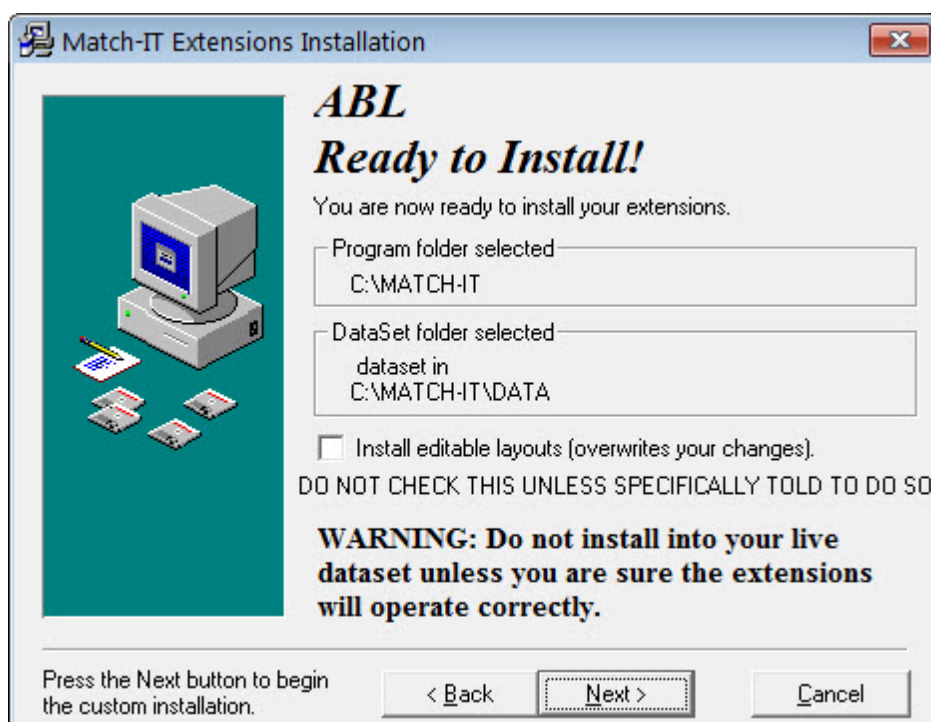 Match-IT Extensions Installation
ABL
Ready to Install!
You are now ready to install your extensions.
Program folder selected
C:\MATCH-IT
DataSet folder selected
dataset in
C:\MATCH-IT\DATA
Install editable layouts (overwrites your changes).
DO NOT CHECK THIS UNLESS SPECIFICALLY TOLD TO DO SO
WARNING: Do not install into your live
dataset unless you are sure the extensions
will operate correctly.
Press the Next button to begin
the custom installation.
< Back
Next >
Cancel